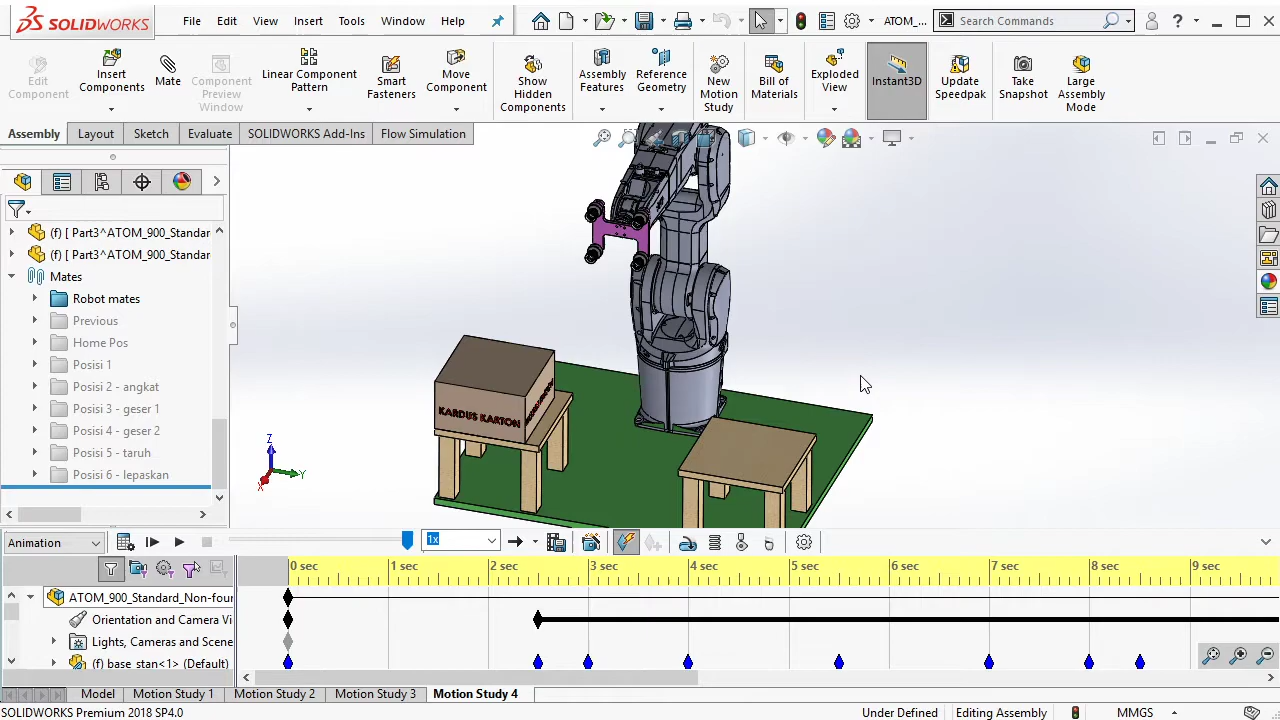 SOLIDWORKS
File Edit View Insert Tools Window Help
ATOM_...
Search Commands
Edit Component
Insert Components
Mate
Component Preview Window
Linear Component Pattern
Smart Fasteners
Move Component
Show Hidden Components
Assembly Features
Reference Geometry
New Motion Study
Bill of Materials
Exploded View
Instant3D
Update Speedpak
Take Snapshot
Large Assembly Mode
Assembly Layout Sketch Evaluate SOLIDWORKS Add-Ins Flow Simulation
(f) [ Part3^ATOM_900_Standar
(f) [ Part3^ATOM_900_Standar
Mates
Robot mates
Previous
Home Pos
Posisi 1
Posisi 2 - angkat
Posisi 3 - geser 1
Posisi 4 - geser 2
Posisi 5 - taruh
Posisi 6 - lepaskan
KARDUS KARTON
Z
Y
X
Animation
1x
0 sec 1 sec 2 sec 3 sec 4 sec 5 sec 6 sec 7 sec 8 sec 9 sec
ATOM_900_Standard_Non-four
Orientation and Camera Vi
Lights, Cameras and Scene
(f) base_stan<1> (Default)
Model Motion Study 1 Motion Study 2 Motion Study 3 Motion Study 4
SOLIDWORKS Premium 2018 SP4.0
Under Defined Editing Assembly MMGS